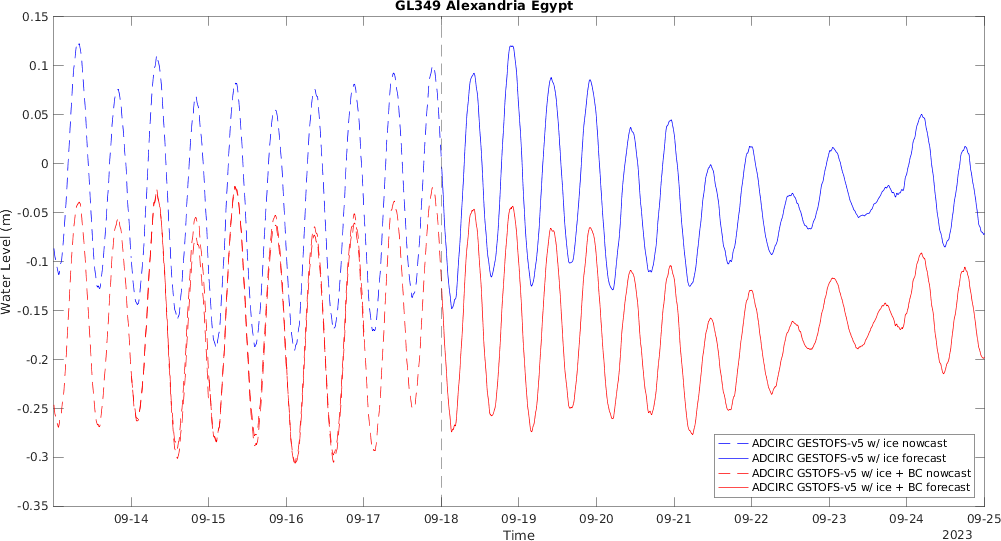 GL349 Alexandria Egypt
0.15
0.1
0.05
0
-0.05
-0.1
-0.15
-0.2
-0.25
-0.3
-0.35
Water Level (m)
ADCIRC GESTOFS-v5 w/ ice nowcast
ADCIRC GESTOFS-v5 w/ ice forecast
ADCIRC GSTOFS-v5 w/ ice + BC nowcast
ADCIRC GSTOFS-v5 w/ ice + BC forecast
09-14 09-15 09-16 09-17 09-18 09-19 09-20 09-21 09-22 09-23 09-24 09-25
Time
2023